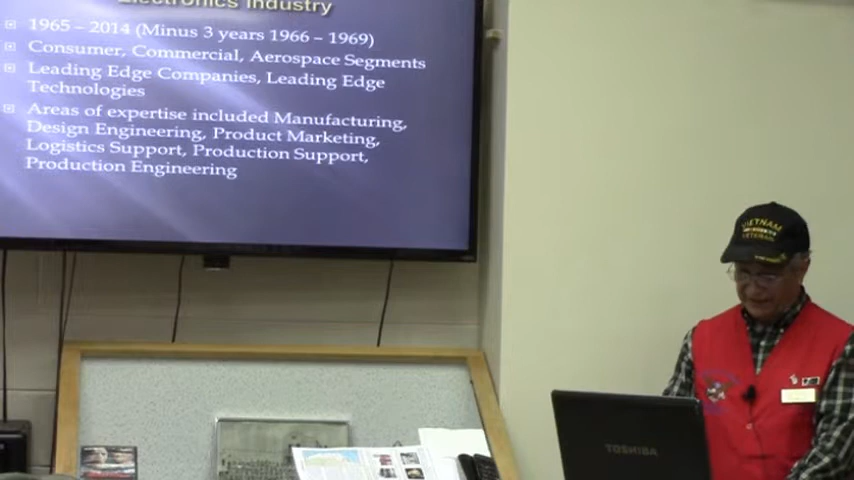 Electronics Industry
1965 – 2014 (Minus 3 years 1966 – 1969)
Consumer, Commercial, Aerospace Segments
Leading Edge Companies, Leading Edge
Technologies
Areas of expertise included Manufacturing,
Design Engineering, Product Marketing,
Logistics Support, Production Support,
Production Engineering
VIETNAM
VETERAN
TOSHIBA